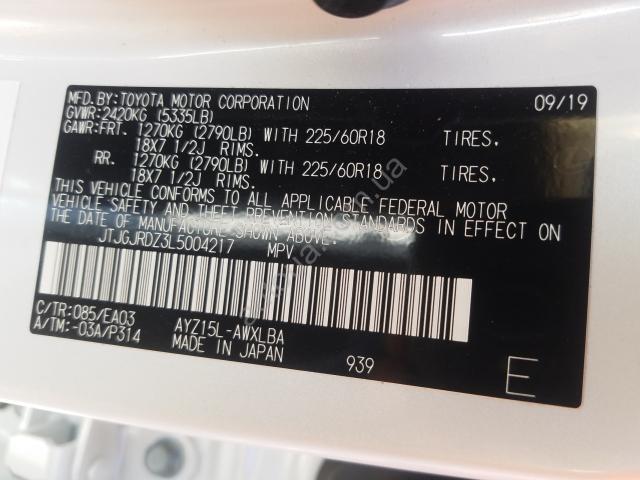 MFD.BY:TOYOTA MOTOR CORPORATION 09/19
GVWR:2420KG (5335LB)
GAWR:FRT. 1270KG (2790LB) WITH 225/60R18 TIRES,
18X7 1/2J RIMS.
RR. 1270KG (2790LB) WITH 225/60R18 TIRES,
18X7 1/2J RIMS.
THIS VEHICLE CONFORMS TO ALL APPLICABLE FEDERAL MOTOR
VEHICLE SAFETY AND THEFT PREVENTION STANDARDS IN EFFECT ON
THE DATE OF MANUFACTURE SHOWN ABOVE.
JTJGJRDZ3L5004217 MPV
C/TR:085/EA03 AYZ15L-AWXLBA
A/TM:-03A/P314 MADE IN JAPAN 939 E